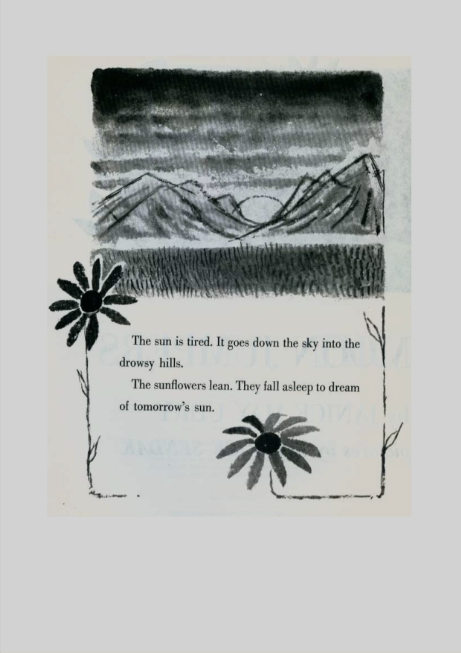 The sun is tired. It goes down the sky into the
drowsy hills.
The sunflowers lean. They fall asleep to dream
of tomorrow's sun.